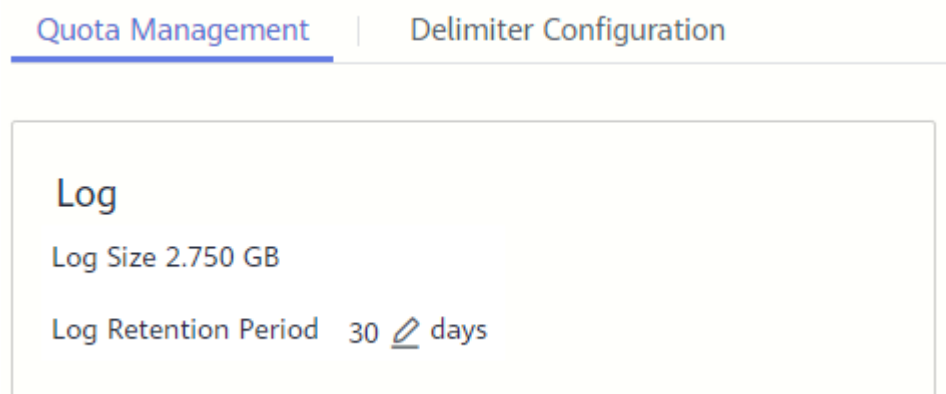 Quota Management Delimiter Configuration
Log
Log Size 2.750 GB
Log Retention Period 30 days